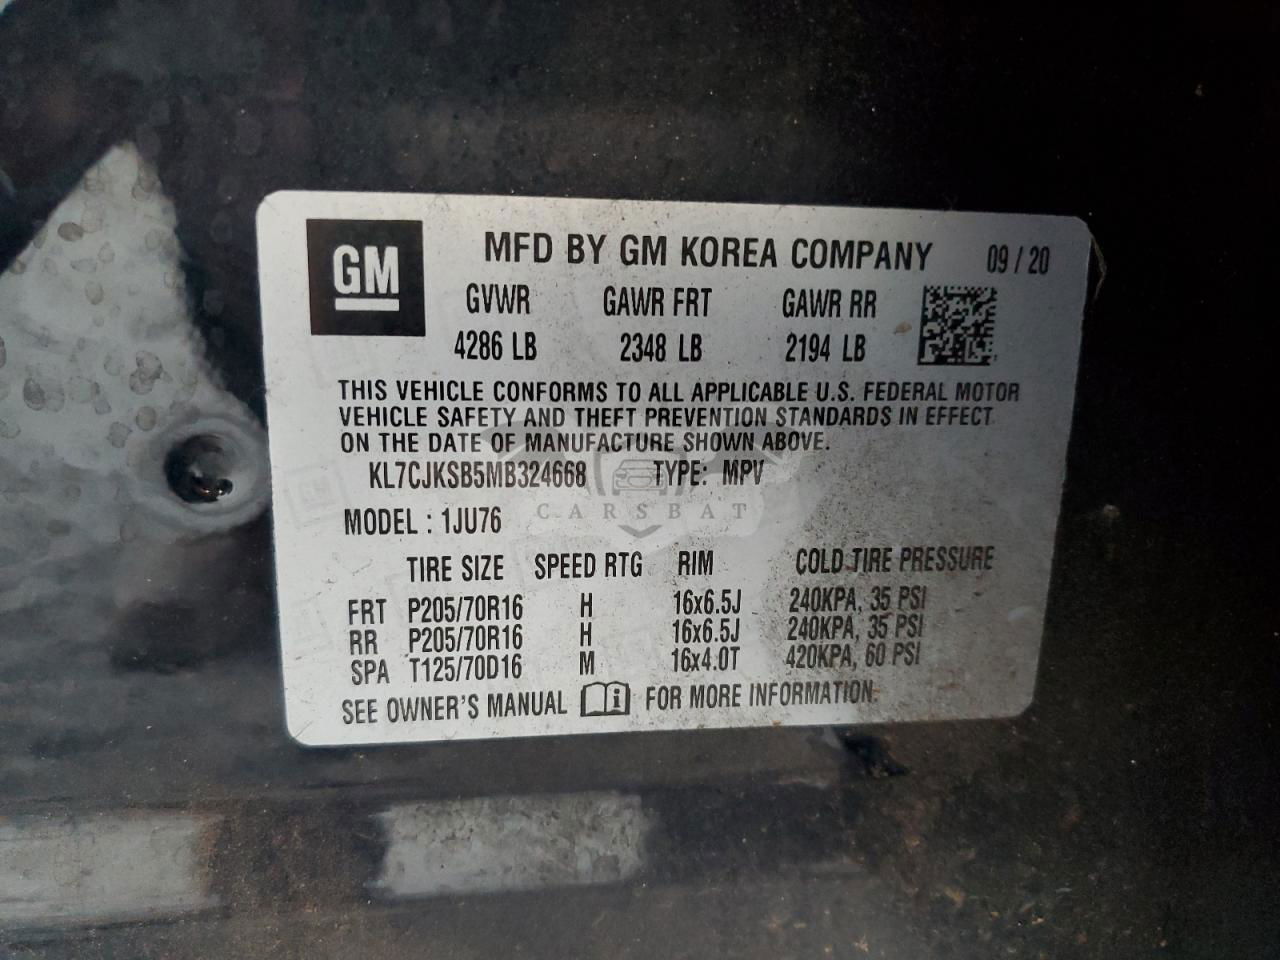 GM
MFD BY GM KOREA COMPANY 09 / 20
GVWR GAWR FRT GAWR RR
4286 LB 2348 LB 2194 LB
THIS VEHICLE CONFORMS TO ALL APPLICABLE U.S. FEDERAL MOTOR
VEHICLE SAFETY AND THEFT PREVENTION STANDARDS IN EFFECT
ON THE DATE OF MANUFACTURE SHOWN ABOVE.
KL7CJKSB5MB324668 TYPE: MPV
CARSBAT
MODEL : 1JU76
TIRE SIZE SPEED RTG RIM COLD TIRE PRESSURE
FRT P205/70R16 H 16x6.5J 240KPA, 35 PSI
RR P205/70R16 H 16x6.5J 240KPA, 35 PSI
SPA T125/70D16 M 16x4.0T 420KPA, 60 PSI
SEE OWNER'S MANUAL i FOR MORE INFORMATION.